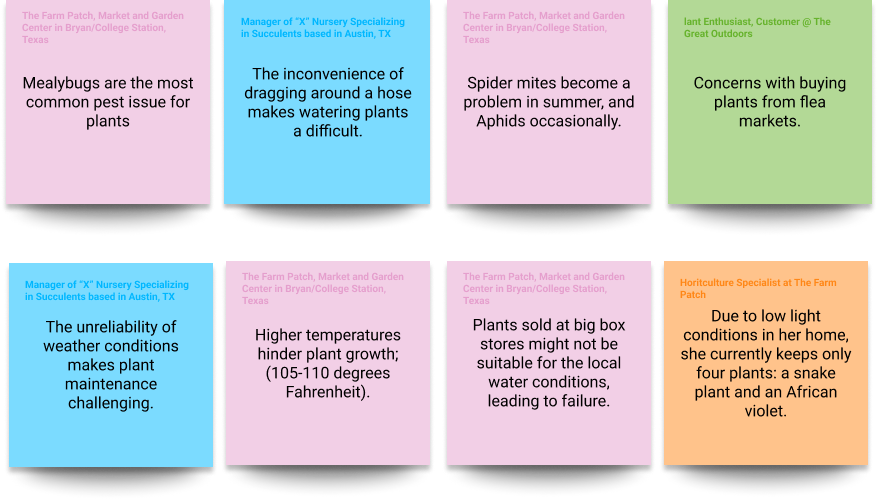 The Farm Patch, Market and Garden
Center in Bryan/College Station,
Texas
Mealybugs are the most
common pest issue for
plants
Manager of “X” Nursery Specializing
in Succulents based in Austin, TX
The inconvenience of
dragging around a hose
makes watering plants
a difficult.
The Farm Patch, Market and Garden
Center in Bryan/College Station,
Texas
Spider mites become a
problem in summer, and
Aphids occasionally.
lant Enthusiast, Customer @ The
Great Outdoors
Concerns with buying
plants from flea
markets.
Manager of “X” Nursery Specializing
in Succulents based in Austin, TX
The unreliability of
weather conditions
makes plant
maintenance
challenging.
The Farm Patch, Market and Garden
Center in Bryan/College Station,
Texas
Higher temperatures
hinder plant growth;
(105-110 degrees
Fahrenheit).
The Farm Patch, Market and Garden
Center in Bryan/College Station,
Texas
Plants sold at big box
stores might not be
suitable for the local
water conditions,
leading to failure.
Horitculture Specialist at The Farm
Patch
Due to low light
conditions in her home,
she currently keeps only
four plants: a snake
plant and an African
violet.